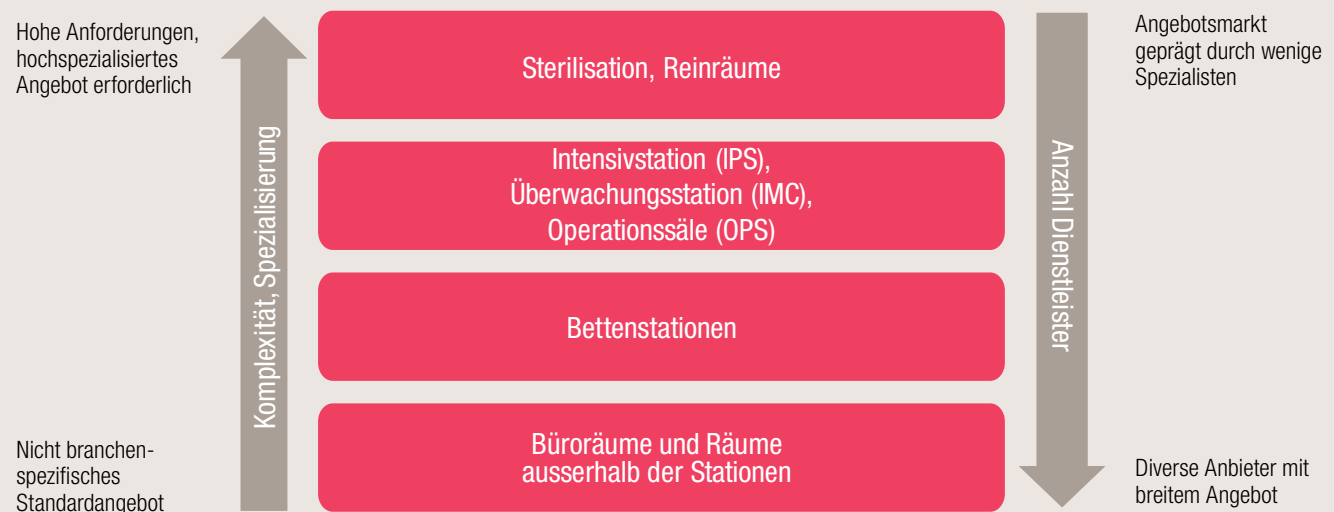 Hohe Anforderungen,
hochspezialisiertes
Angebot erforderlich
Nicht branchen-
spezifisches
Standardangebot
Komplexität, Spezialisierung
Sterilisation, Reinräume
Intensivstation (IPS),
Überwachungsstation (IMC),
Operationssäle (OPS)
Bettenstationen
Büroräume und Räume
ausserhalb der Stationen
Anzahl Dienstleister
Angebotsmarkt
geprägt durch wenige
Spezialisten
Diverse Anbieter mit
breitem Angebot